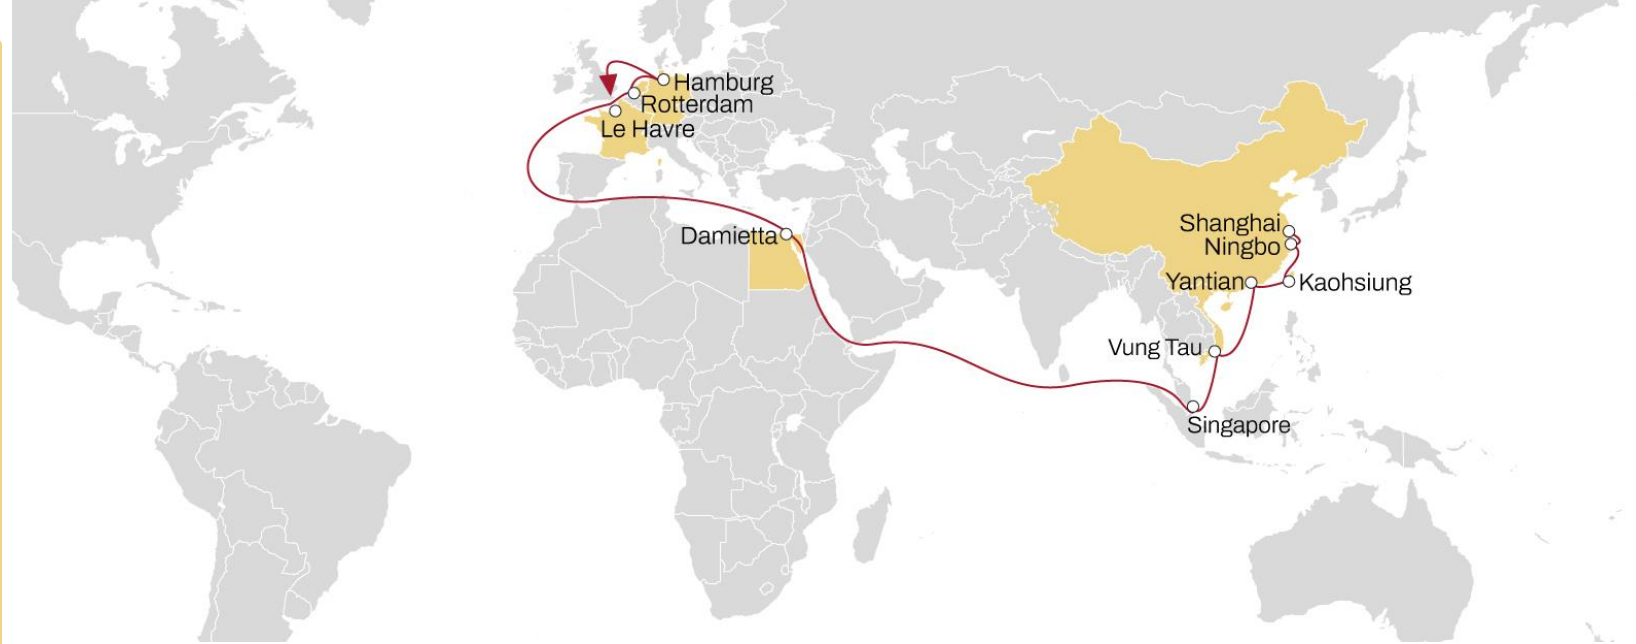 Hamburg
Rotterdam
Le Havre
Damietta
Shanghai
Ningbo
Yantian
Kaohsiung
Vung Tau
Singapore